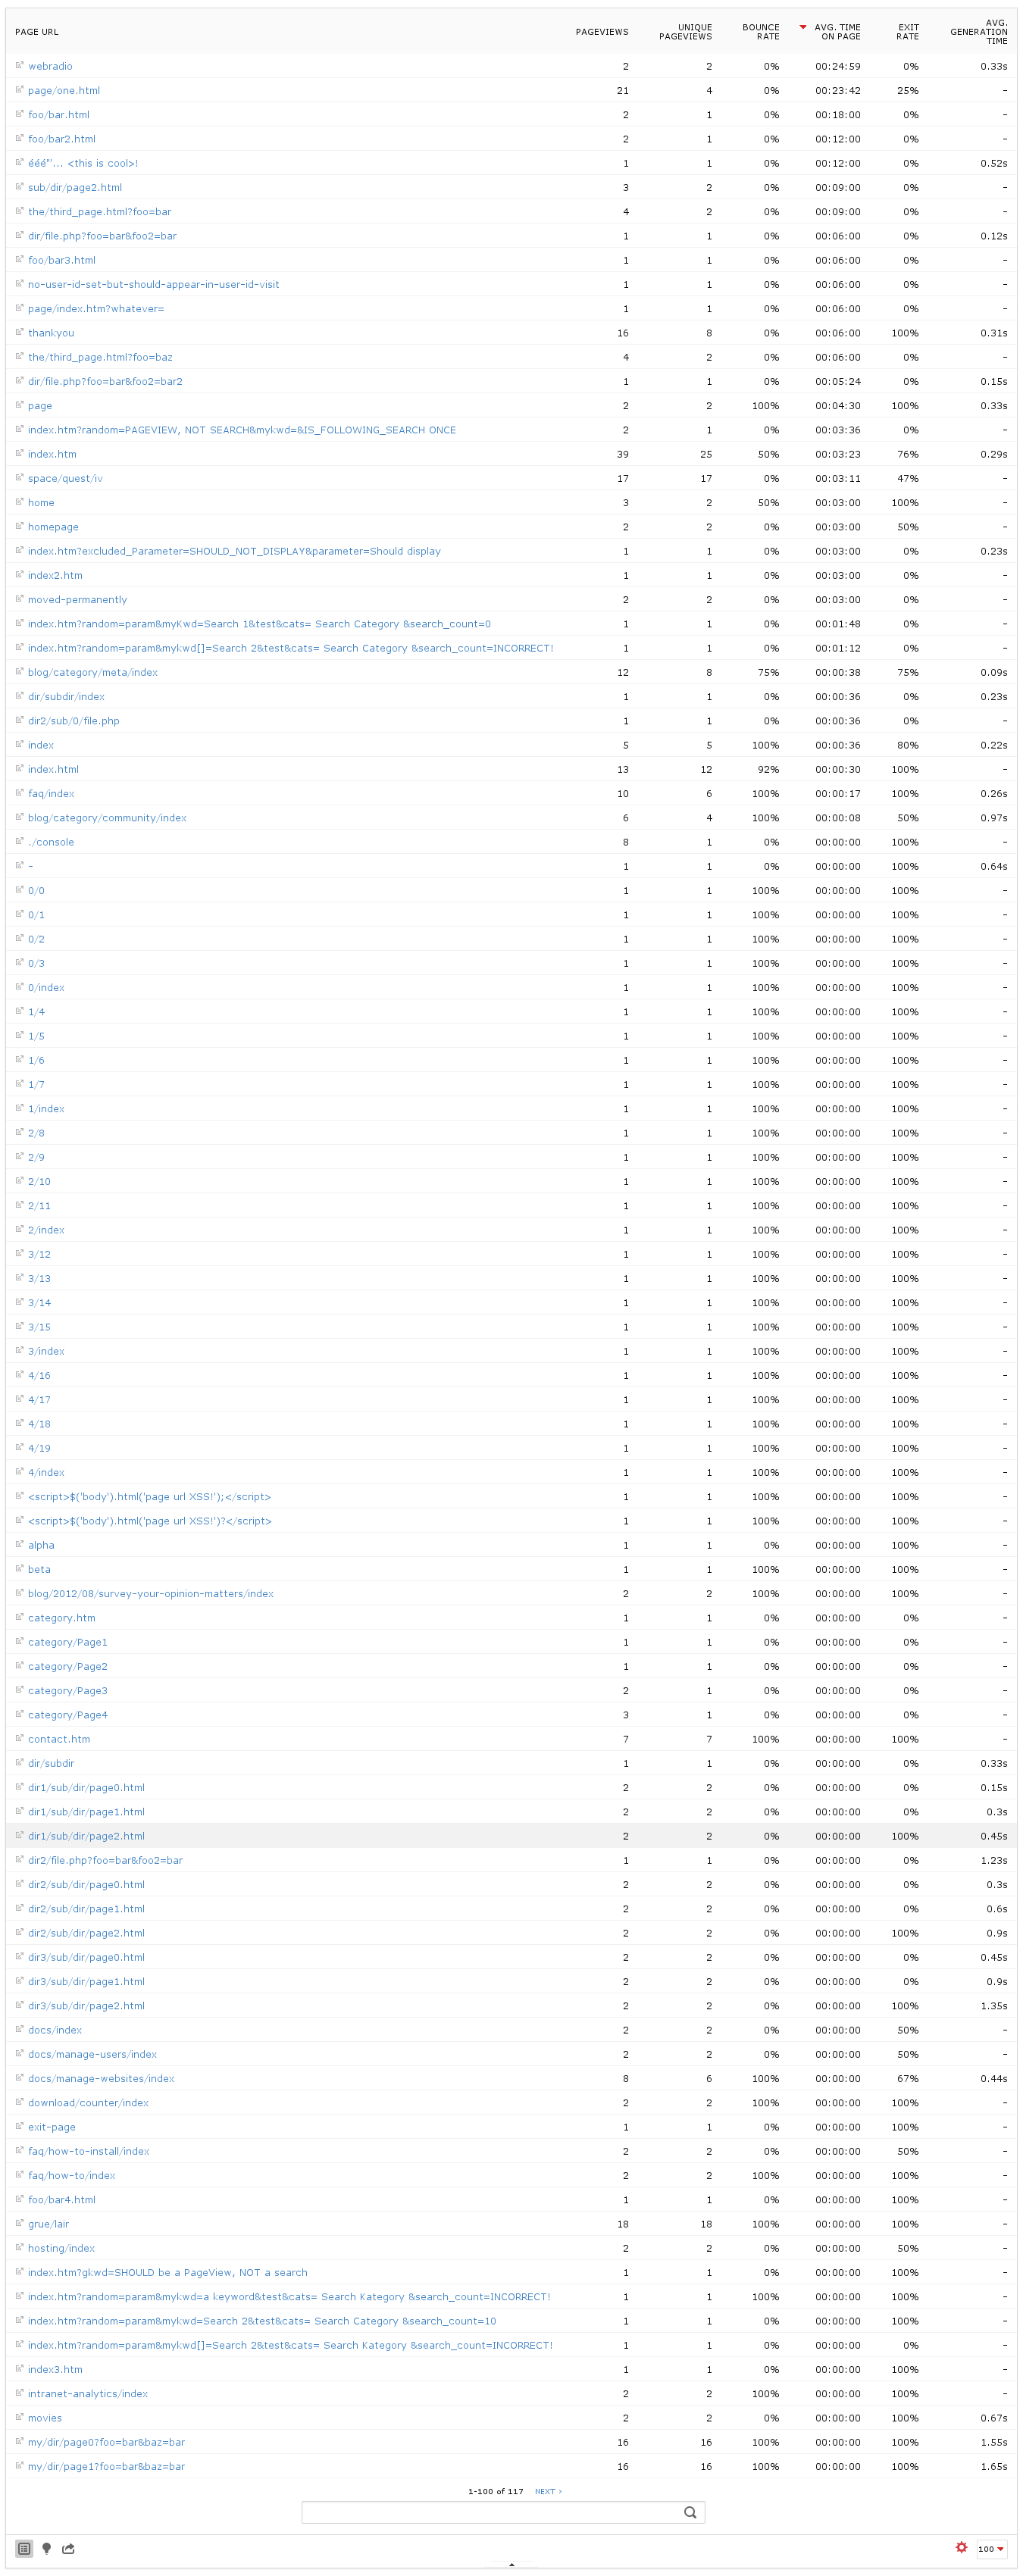 PAGE URL PAGEVIEWS UNIQUE PAGEVIEWS BOUNCE RATE AVG. TIME ON PAGE EXIT RATE AVG. GENERATION TIME
webradio 2 2 0% 00:24:59 0% 0.33s
page/one.html 21 4 0% 00:23:42 25% -
foo/bar.html 2 1 0% 00:18:00 0% -
foo/bar2.html 2 1 0% 00:12:00 0% -
ééé"'... <this is cool>! 1 1 0% 00:12:00 0% 0.52s
sub/dir/page2.html 3 2 0% 00:09:00 0% -
the/third_page.html?foo=bar 4 2 0% 00:09:00 0% -
dir/file.php?foo=bar&foo2=bar 1 1 0% 00:06:00 0% 0.12s
foo/bar3.html 1 1 0% 00:06:00 0% -
no-user-id-set-but-should-appear-in-user-id-visit 1 1 0% 00:06:00 0% -
page/index.htm?whatever= 1 1 0% 00:06:00 0% -
thankyou 16 8 0% 00:06:00 100% 0.31s
the/third_page.html?foo=baz 4 2 0% 00:06:00 0% -
dir/file.php?foo=bar&foo2=bar2 1 1 0% 00:05:24 0% 0.15s
page 2 2 100% 00:04:30 100% 0.33s
index.htm?random=PAGEVIEW, NOT SEARCH&mykwd=&IS_FOLLOWING_SEARCH ONCE 2 1 0% 00:03:36 0% -
index.htm 39 25 50% 00:03:23 76% 0.29s
space/quest/iv 17 17 0% 00:03:11 47% -
home 3 2 50% 00:03:00 100% -
homepage 2 2 0% 00:03:00 50% -
index.htm?excluded_Parameter=SHOULD_NOT_DISPLAY&parameter=Should display 1 1 0% 00:03:00 0% 0.23s
index2.htm 1 1 0% 00:03:00 0% -
moved-permanently 2 2 0% 00:03:00 0% -
index.htm?random=param&myKwd=Search 1&test&cats= Search Category &search_count=0 1 1 0% 00:01:48 0% -
index.htm?random=param&mykwd[]=Search 2&test&cats= Search Category &search_count=INCORRECT! 1 1 0% 00:01:12 0% -
blog/category/meta/index 12 8 75% 00:00:38 75% 0.09s
dir/subdir/index 1 1 0% 00:00:36 0% 0.23s
dir2/sub/0/file.php 1 1 0% 00:00:36 0% -
index 5 5 100% 00:00:36 80% 0.22s
index.html 13 12 92% 00:00:30 100% -
faq/index 10 6 100% 00:00:17 100% 0.26s
blog/category/community/index 6 4 100% 00:00:08 50% 0.97s
./console 8 1 0% 00:00:00 100% -
- 1 1 0% 00:00:00 100% 0.64s
0/0 1 1 100% 00:00:00 100% -
0/1 1 1 100% 00:00:00 100% -
0/2 1 1 100% 00:00:00 100% -
0/3 1 1 100% 00:00:00 100% -
0/index 1 1 100% 00:00:00 100% -
1/4 1 1 100% 00:00:00 100% -
1/5 1 1 100% 00:00:00 100% -
1/6 1 1 100% 00:00:00 100% -
1/7 1 1 100% 00:00:00 100% -
1/index 1 1 100% 00:00:00 100% -
2/8 1 1 100% 00:00:00 100% -
2/9 1 1 100% 00:00:00 100% -
2/10 1 1 100% 00:00:00 100% -
2/11 1 1 100% 00:00:00 100% -
2/index 1 1 100% 00:00:00 100% -
3/12 1 1 100% 00:00:00 100% -
3/13 1 1 100% 00:00:00 100% -
3/14 1 1 100% 00:00:00 100% -
3/15 1 1 100% 00:00:00 100% -
3/index 1 1 100% 00:00:00 100% -
4/16 1 1 100% 00:00:00 100% -
4/17 1 1 100% 00:00:00 100% -
4/18 1 1 100% 00:00:00 100% -
4/19 1 1 100% 00:00:00 100% -
4/index 1 1 100% 00:00:00 100% -
<script>$('body').html('page url XSS!');</script> 1 1 100% 00:00:00 100% -
<script>$('body').html('page url XSS!')?</script> 1 1 100% 00:00:00 100% -
alpha 1 1 0% 00:00:00 100% -
beta 1 1 100% 00:00:00 100% -
blog/2012/08/survey-your-opinion-matters/index 2 2 100% 00:00:00 100% -
category.htm 1 1 0% 00:00:00 0% -
category/Page1 1 1 0% 00:00:00 0% -
category/Page2 1 1 0% 00:00:00 0% -
category/Page3 2 1 0% 00:00:00 0% -
category/Page4 3 1 0% 00:00:00 0% -
contact.htm 7 7 100% 00:00:00 100% -
dir/subdir 1 1 0% 00:00:00 0% 0.33s
dir1/sub/dir/page0.html 2 2 0% 00:00:00 0% 0.15s
dir1/sub/dir/page1.html 2 2 0% 00:00:00 0% 0.3s
dir1/sub/dir/page2.html 2 2 0% 00:00:00 100% 0.45s
dir2/file.php?foo=bar&foo2=bar 1 1 0% 00:00:00 0% 1.23s
dir2/sub/dir/page0.html 2 2 0% 00:00:00 0% 0.3s
dir2/sub/dir/page1.html 2 2 0% 00:00:00 0% 0.6s
dir2/sub/dir/page2.html 2 2 0% 00:00:00 100% 0.9s
dir3/sub/dir/page0.html 2 2 0% 00:00:00 0% 0.45s
dir3/sub/dir/page1.html 2 2 0% 00:00:00 0% 0.9s
dir3/sub/dir/page2.html 2 2 0% 00:00:00 100% 1.35s
docs/index 2 2 0% 00:00:00 50% -
docs/manage-users/index 2 2 0% 00:00:00 50% -
docs/manage-websites/index 8 6 100% 00:00:00 67% 0.44s
download/counter/index 2 2 100% 00:00:00 100% -
exit-page 1 1 0% 00:00:00 100% -
faq/how-to-install/index 2 2 0% 00:00:00 50% -
faq/how-to/index 2 2 100% 00:00:00 100% -
foo/bar4.html 1 1 0% 00:00:00 100% -
grue/lair 18 18 100% 00:00:00 100% -
hosting/index 2 2 0% 00:00:00 50% -
index.htm?gkwd=SHOULD be a PageView, NOT a search 1 1 0% 00:00:00 100% -
index.htm?random=param&mykwd=a keyword&test&cats= Search Kategory &search_count=INCORRECT! 1 1 100% 00:00:00 100% -
index.htm?random=param&mykwd=Search 2&test&cats= Search Category &search_count=10 1 1 0% 00:00:00 100% -
index.htm?random=param&mykwd[]=Search 2&test&cats= Search Kategory &search_count=INCORRECT! 1 1 0% 00:00:00 0% -
index3.htm 1 1 0% 00:00:00 100% -
intranet-analytics/index 2 2 100% 00:00:00 100% -
movies 2 2 0% 00:00:00 100% 0.67s
my/dir/page0?foo=bar&baz=bar 16 16 100% 00:00:00 100% 1.55s
my/dir/page1?foo=bar&baz=bar 16 16 100% 00:00:00 100% 1.65s
1-100 of 117 NEXT ›
100